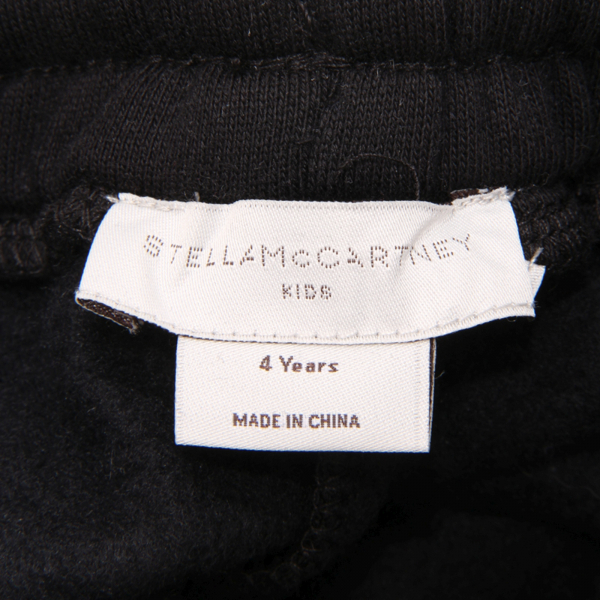 STELLAMCCARTNEY
KIDS
4 Years
MADE IN CHINA